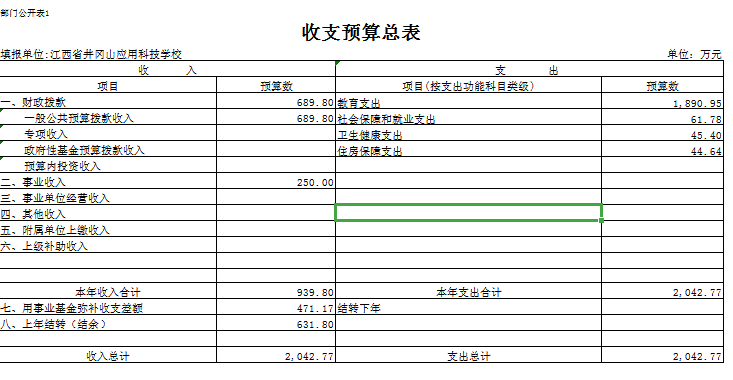 部门公开表1
收支预算总表
填报单位:江西省井冈山应用科技学校 单位：万元
收 入 支 出
项目 预算数 项目(按支出功能科目类级) 预算数
一、财政拨款 689.80 教育支出 1,890.95
一般公共预算拨款收入 689.80 社会保障和就业支出 61.78
专项收入 卫生健康支出 45.40
政府性基金预算拨款收入 住房保障支出 44.64
预算内投资收入
二、事业收入 250.00
三、事业单位经营收入
四、其他收入
五、附属单位上缴收入
六、上级补助收入
本年收入合计 939.80 本年支出合计 2,042.77
七、用事业基金弥补收支差额 471.17 结转下年
八、上年结转（结余） 631.80
收入总计 2,042.77 支出总计 2,042.77